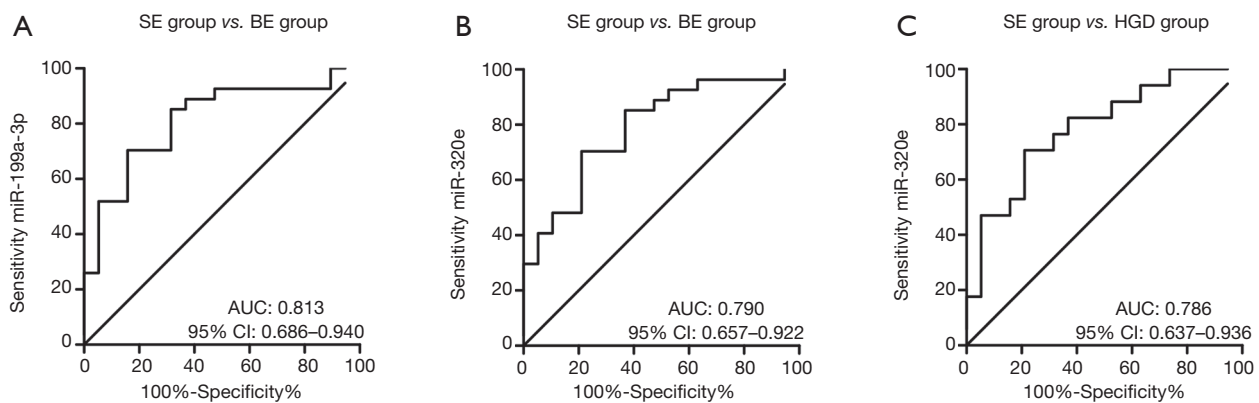 A
SE group vs. BE group
Sensitivity miR-199a-3p
100
80
60
40
20
0
AUC: 0.813
95% CI: 0.686–0.940
0 20 40 60 80 100
100%-Specificity%
B
SE group vs. BE group
Sensitivity miR-320e
100
80
60
40
20
0
AUC: 0.790
95% CI: 0.657–0.922
0 20 40 60 80 100
100%-Specificity%
C
SE group vs. HGD group
Sensitivity miR-320e
100
80
60
40
20
0
AUC: 0.786
95% CI: 0.637–0.936
0 20 40 60 80 100
100%-Specificity%